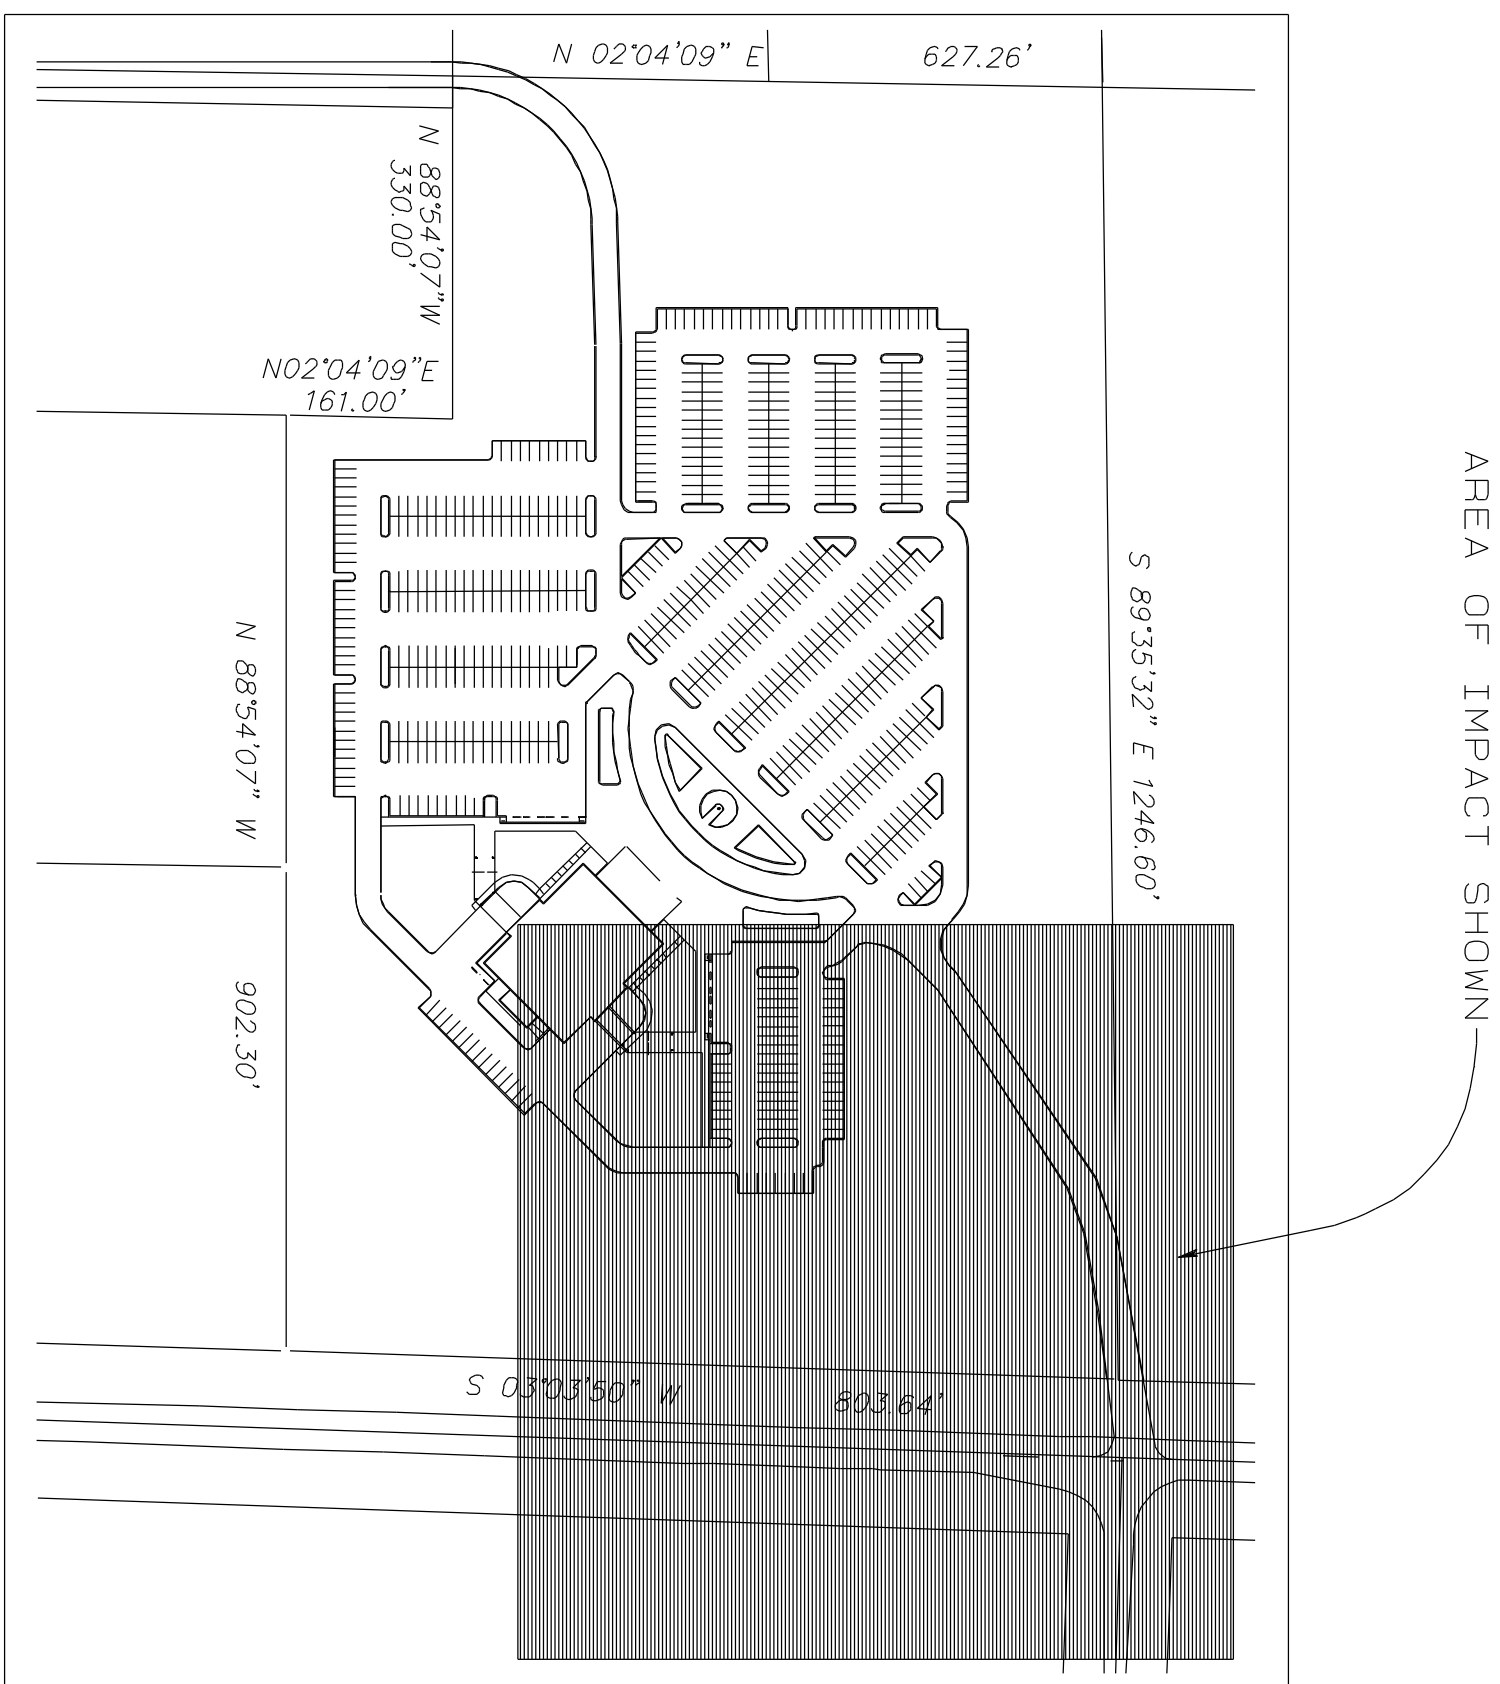 N 02°04'09" E 627.26'
N 88°54'07"W
330.00'
N02°04'09"E
161.00'
S 89°35'32" E 1246.60'
N 88°54'07" W 902.30'
S 03°03'50" W 803.64'
AREA OF IMPACT SHOWN